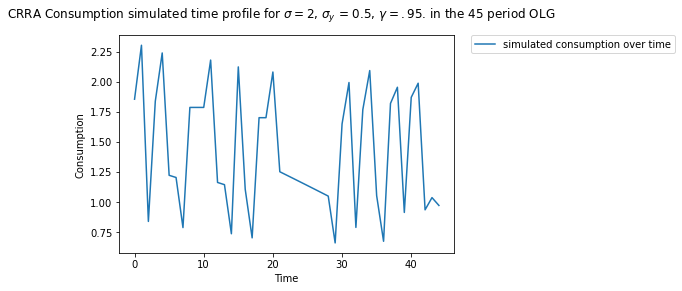 CRRA Consumption simulated time profile for σ = 2, σy = 0.5, γ = .95. in the 45 period OLG
simulated consumption over time
2.25
2.00
1.75
1.50
1.25
1.00
0.75
Consumption
0 10 20 30 40
Time